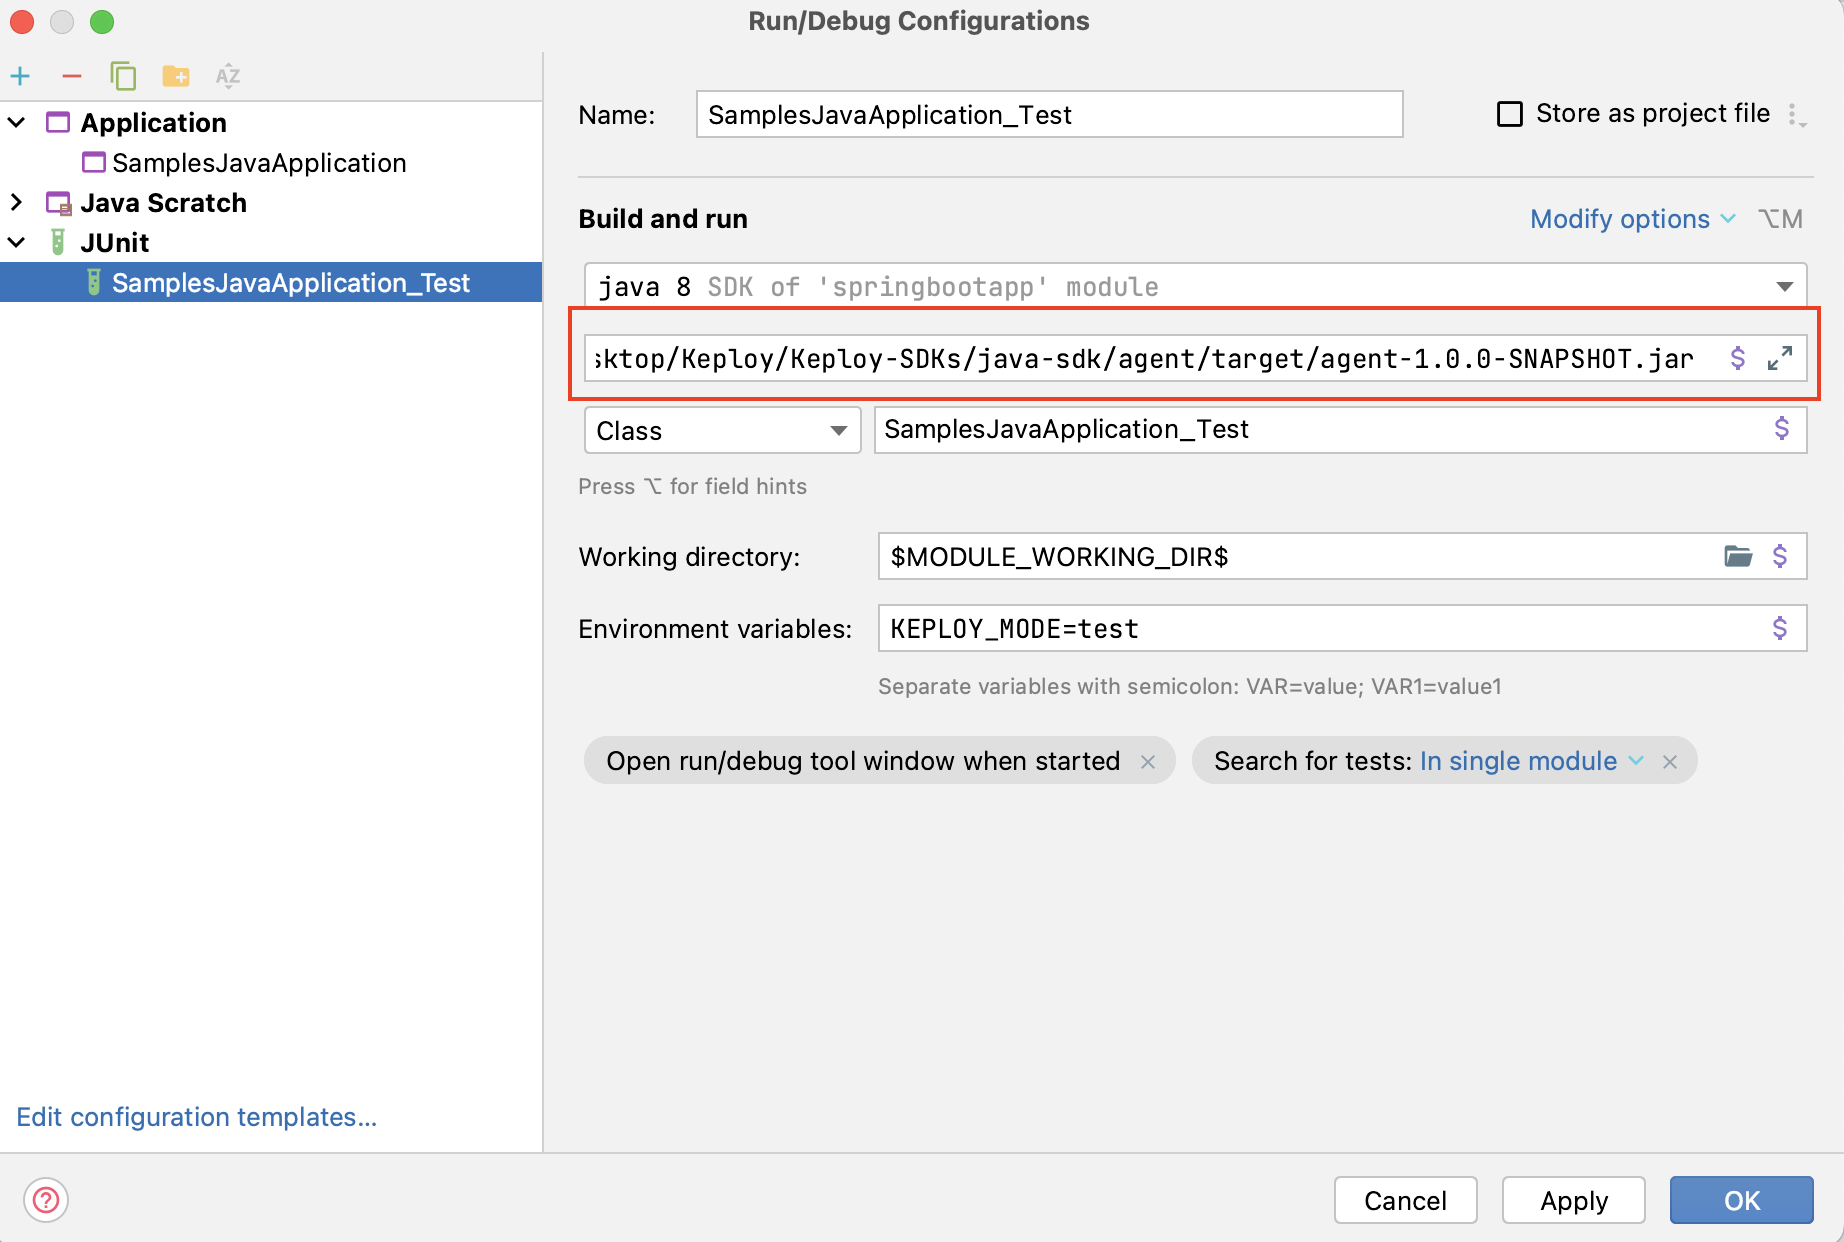 Run/Debug Configurations
AZ
Application
SamplesJavaApplication
Java Scratch
JUnit
SamplesJavaApplication_Test
Edit configuration templates...
Name: SamplesJavaApplication_Test Store as project file
Build and run Modify options ⌥M
java 8 SDK of 'springbootapp' module
sktop/Keploy/Keploy-SDKs/java-sdk/agent/target/agent-1.0.0-SNAPSHOT.jar $
Class SamplesJavaApplication_Test $
Press ⌥ for field hints
Working directory: $MODULE_WORKING_DIR$ $
Environment variables: KEPLOY_MODE=test $
Separate variables with semicolon: VAR=value; VAR1=value1
Open run/debug tool window when started × Search for tests: In single module ×
? Cancel Apply OK